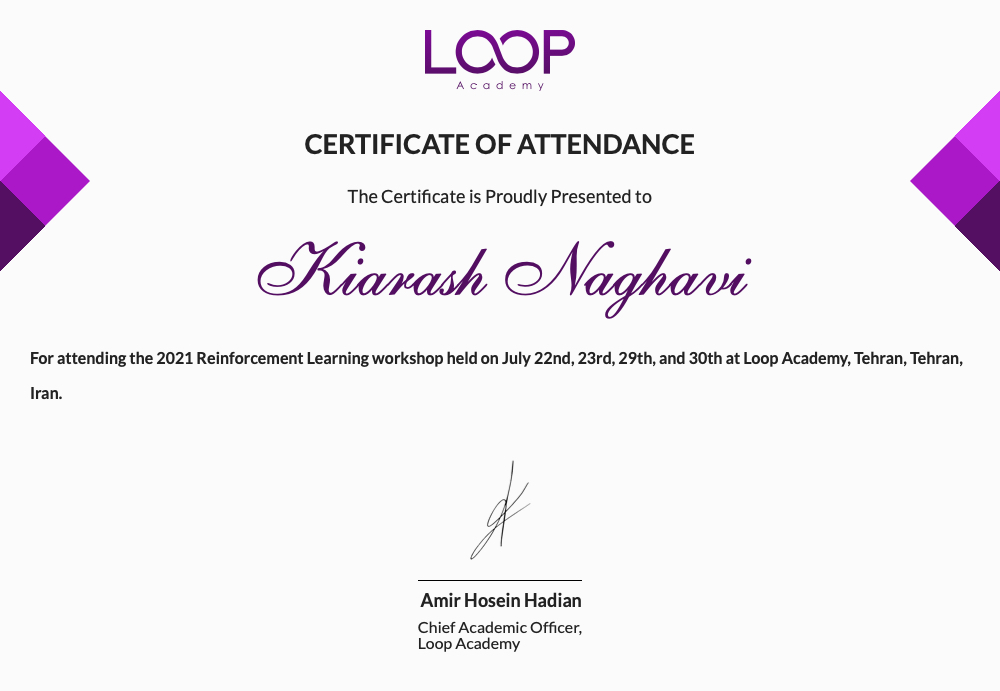 LOOP
Academy
CERTIFICATE OF ATTENDANCE
The Certificate is Proudly Presented to
Kiarash Naghavi
For attending the 2021 Reinforcement Learning workshop held on July 22nd, 23rd, 29th, and 30th at Loop Academy, Tehran, Tehran,
Iran.
Amir Hosein Hadian
Chief Academic Officer,
Loop Academy